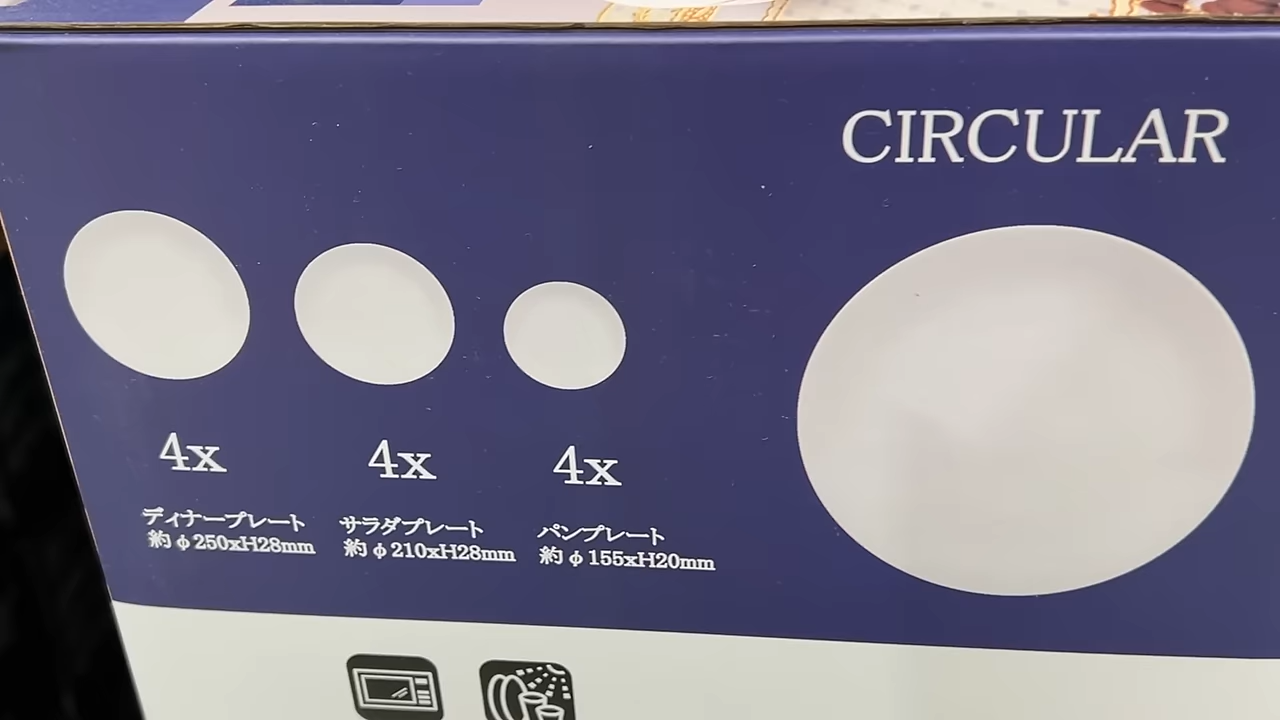 CIRCULAR
4x
ディナープレート
約φ250xH28mm
4x
サラダプレート
約φ210xH28mm
4x
パンプレート
約φ155xH20mm